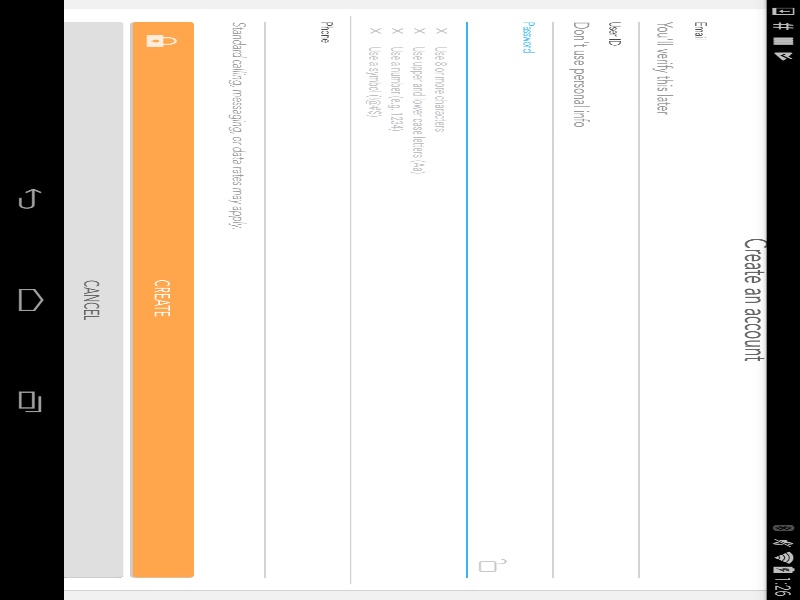 1:26
Create an account
Email
You'll verify this later
User ID
Don't use personal info
Password
X Use 8 or more characters
X Use upper and lower case letters (Aa)
X Use a number (e.g. 1234)
X Use a symbol (!@#$)
Phone
Standard calling, messaging, or data rates may apply.
CREATE
CANCEL